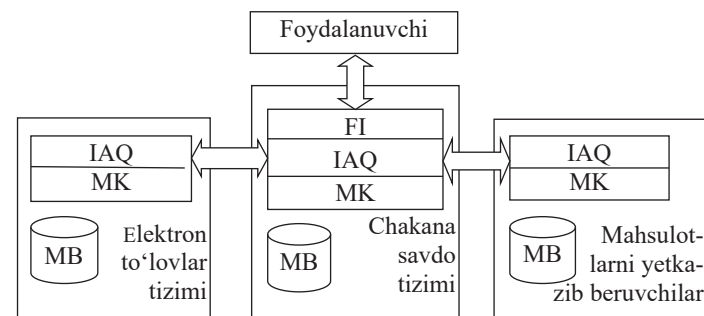 Foydalanuvchi
IAQ
MK
MB
Elektron
to‘lovlar
tizimi
FI
IAQ
MK
MB
Chakana
savdo
tizimi
IAQ
MK
MB
Mahsulot-
larni yetka-
zib beruvchilar